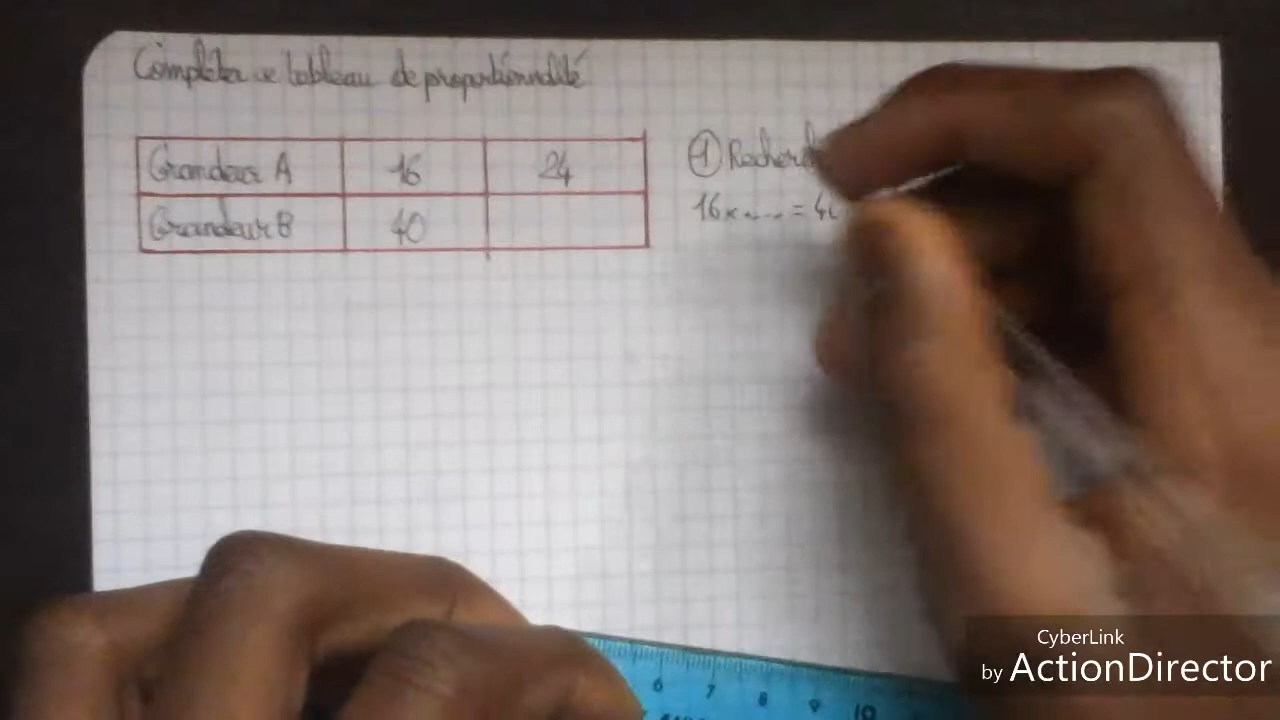 Compléter ce tableau de proportionnalité
Grandeur A 16 24
Grandeur B 40
① Recher
16 x ..... = 40
6 7 8 9 10
CyberLink
by ActionDirector